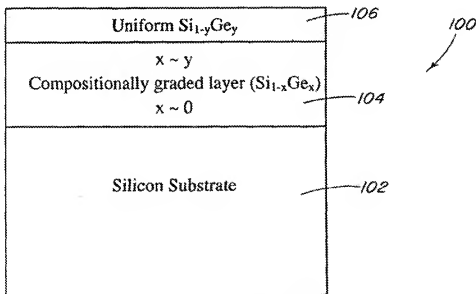 Uniform Si₁₋yGey
106
100
x ~ y
Compositionally graded layer (Si₁₋ₓGeₓ)
104
x ~ 0
Silicon Substrate
102